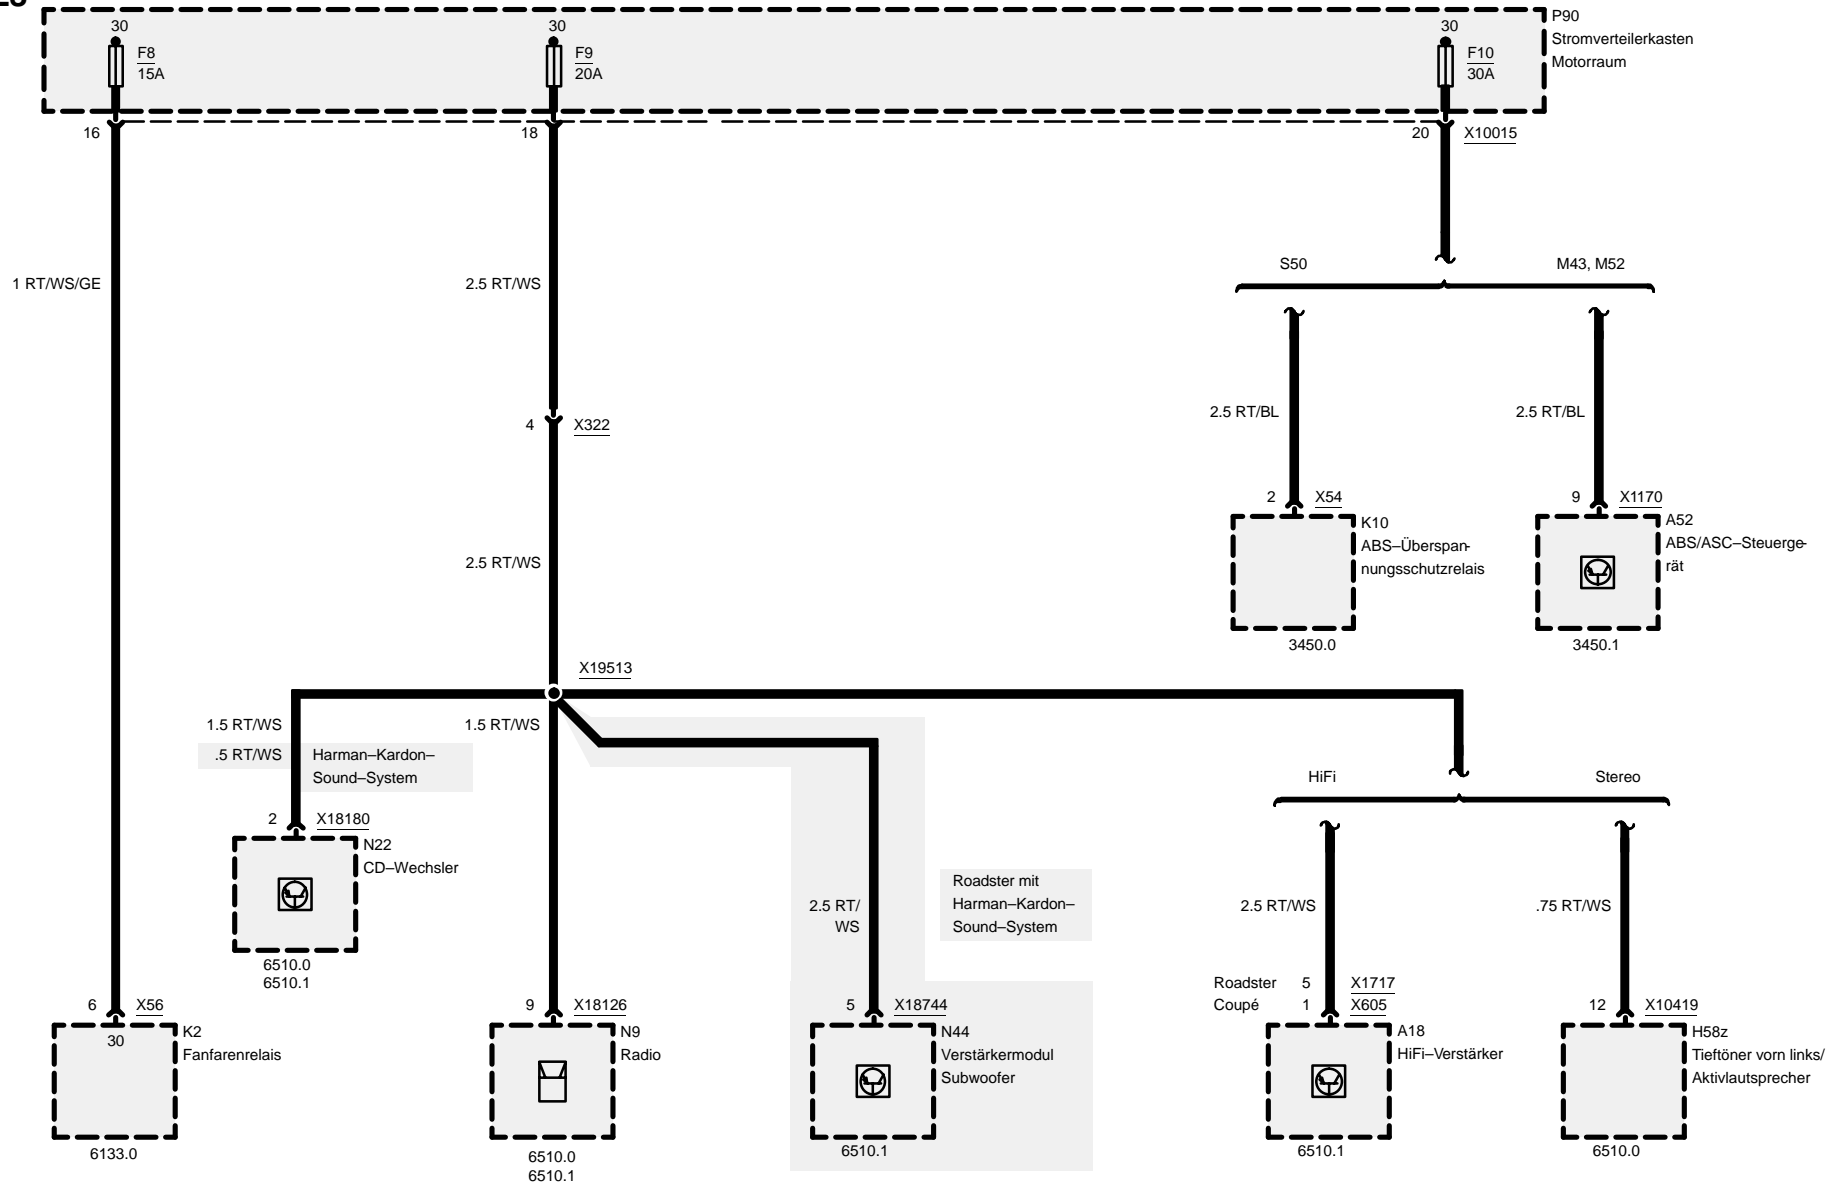 30
F8
15A
30
F9
20A
30
F10
30A
P90
Stromverteilerkasten
Motorraum
16
18
20 X10015
1 RT/WS/GE
2.5 RT/WS
S50
M43, M52
4 X322
2.5 RT/BL
2.5 RT/BL
2 X54
K10
ABS–Überspan-
nungsschutzrelais
3450.0
9 X1170
A52
ABS/ASC–Steuerge-
rät
3450.1
2.5 RT/WS
X19513
1.5 RT/WS
.5 RT/WS
Harman–Kardon–
Sound–System
1.5 RT/WS
HiFi
Stereo
2 X18180
N22
CD–Wechsler
6510.0
6510.1
2.5 RT/
WS
Roadster mit
Harman–Kardon–
Sound–System
2.5 RT/WS
.75 RT/WS
6 X56
30
K2
Fanfarenrelais
6133.0
9 X18126
N9
Radio
6510.0
6510.1
5 X18744
N44
Verstärkermodul
Subwoofer
6510.1
Roadster 5 X1717
Coupé 1 X605
A18
HiFi–Verstärker
6510.1
12 X10419
H58z
Tieftöner vorn links/
Aktivlautsprecher
6510.0